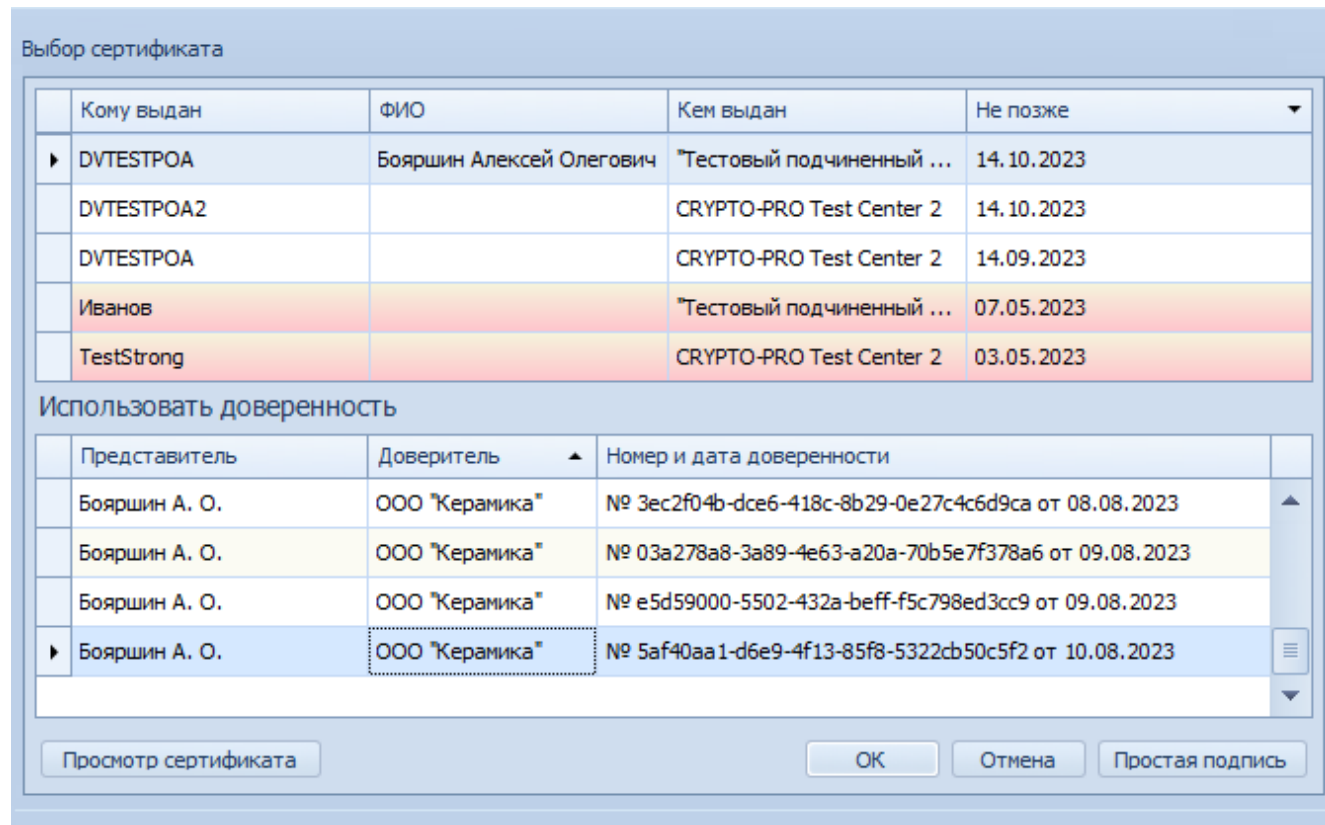 Выбор сертификата
Кому выдан ФИО Кем выдан Не позже
DVTESTPOA Бояршин Алексей Олегович "Тестовый подчиненный ... 14.10.2023
DVTESTPOA2 CRYPTO-PRO Test Center 2 14.10.2023
DVTESTPOA CRYPTO-PRO Test Center 2 14.09.2023
Иванов "Тестовый подчиненный ... 07.05.2023
TestStrong CRYPTO-PRO Test Center 2 03.05.2023
Использовать доверенность
Представитель Доверитель Номер и дата доверенности
Бояршин А. О. ООО "Керамика" № 3ec2f04b-dce6-418c-8b29-0e27c4c6d9ca от 08.08.2023
Бояршин А. О. ООО "Керамика" № 03a278a8-3a89-4e63-a20a-70b5e7f378a6 от 09.08.2023
Бояршин А. О. ООО "Керамика" № e5d59000-5502-432a-beff-f5c798ed3cc9 от 09.08.2023
Бояршин А. О. ООО "Керамика" № 5af40aa1-d6e9-4f13-85f8-5322cb50c5f2 от 10.08.2023
Просмотр сертификата ОК Отмена Простая подпись